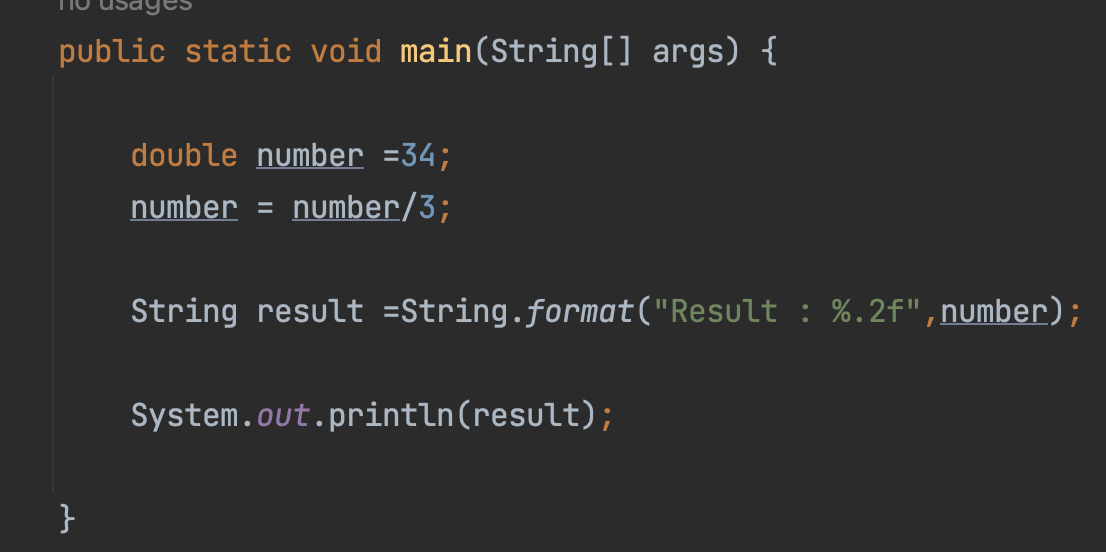 no usages
public static void main(String[] args) {
double number =34;
number = number/3;
String result =String.format("Result : %.2f",number);
System.out.println(result);
}